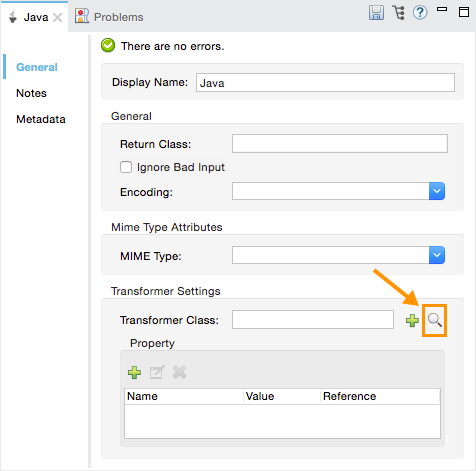 Java
Problems
General
Notes
Metadata
There are no errors.
Display Name: Java
General
Return Class:
Ignore Bad Input
Encoding:
Mime Type Attributes
MIME Type:
Transformer Settings
Transformer Class:
Property
Name Value Reference